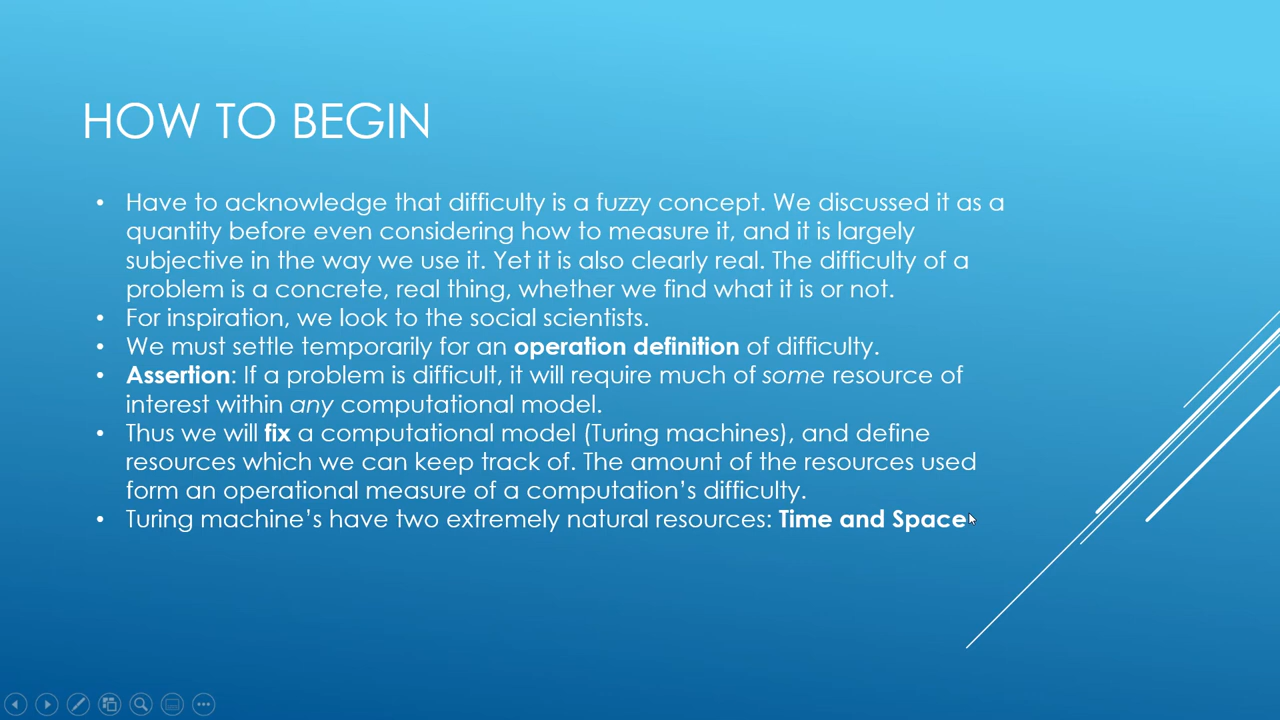 HOW TO BEGIN
• Have to acknowledge that difficulty is a fuzzy concept. We discussed it as a
quantity before even considering how to measure it, and it is largely
subjective in the way we use it. Yet it is also clearly real. The difficulty of a
problem is a concrete, real thing, whether we find what it is or not.
• For inspiration, we look to the social scientists.
• We must settle temporarily for an operation definition of difficulty.
• Assertion: If a problem is difficult, it will require much of some resource of
interest within any computational model.
• Thus we will fix a computational model (Turing machines), and define
resources which we can keep track of. The amount of the resources used
form an operational measure of a computation’s difficulty.
• Turing machine’s have two extremely natural resources: Time and Space